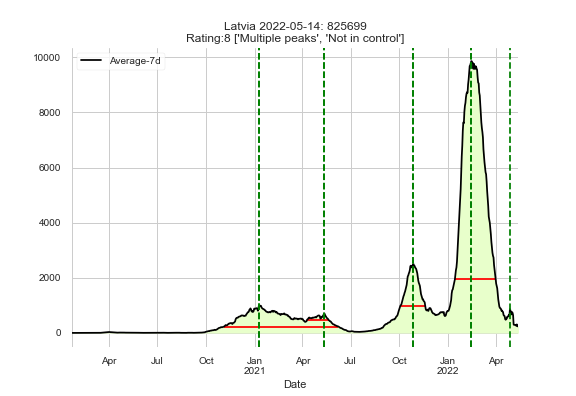 Latvia 2022-05-14: 825699
Rating:8 ['Multiple peaks', 'Not in control']
Average-7d
10000
8000
6000
4000
2000
0
Apr Jul Oct Jan Apr Jul Oct Jan Apr
2021 2022
Date